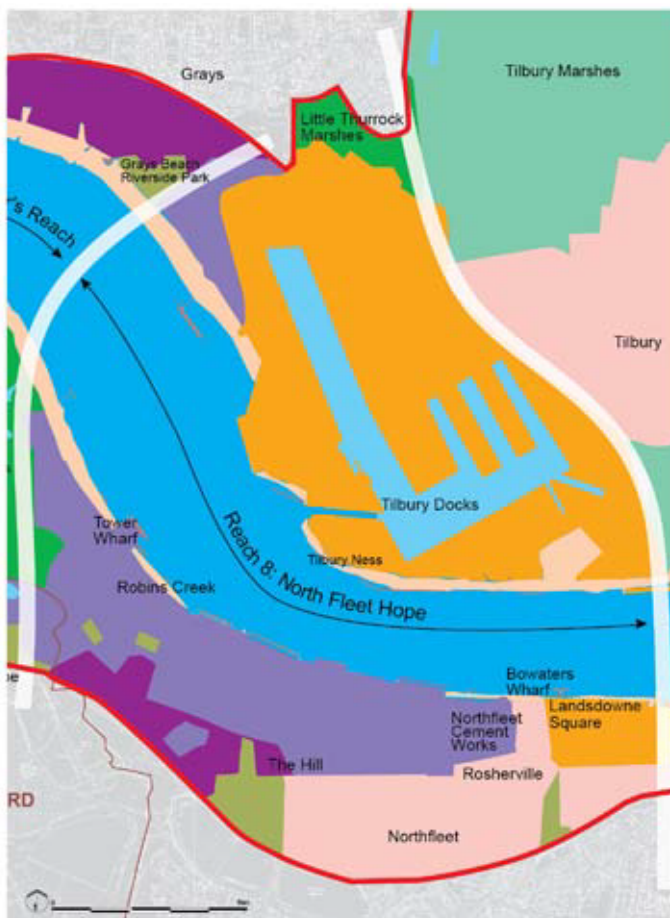 Grays
Tilbury Marshes
Little Thurrock
Marshes
Grays Beach
Riverside Park
's Reach
Tilbury
Tilbury Docks
Tower
Wharf
Tilbury Ness
Reach 8: North Fleet Hope
Robins Creek
Bowaters
Wharf
Landsdowne
Square
Northfleet
Cement
Works
The Hill
Rosherville
RD
Northfleet